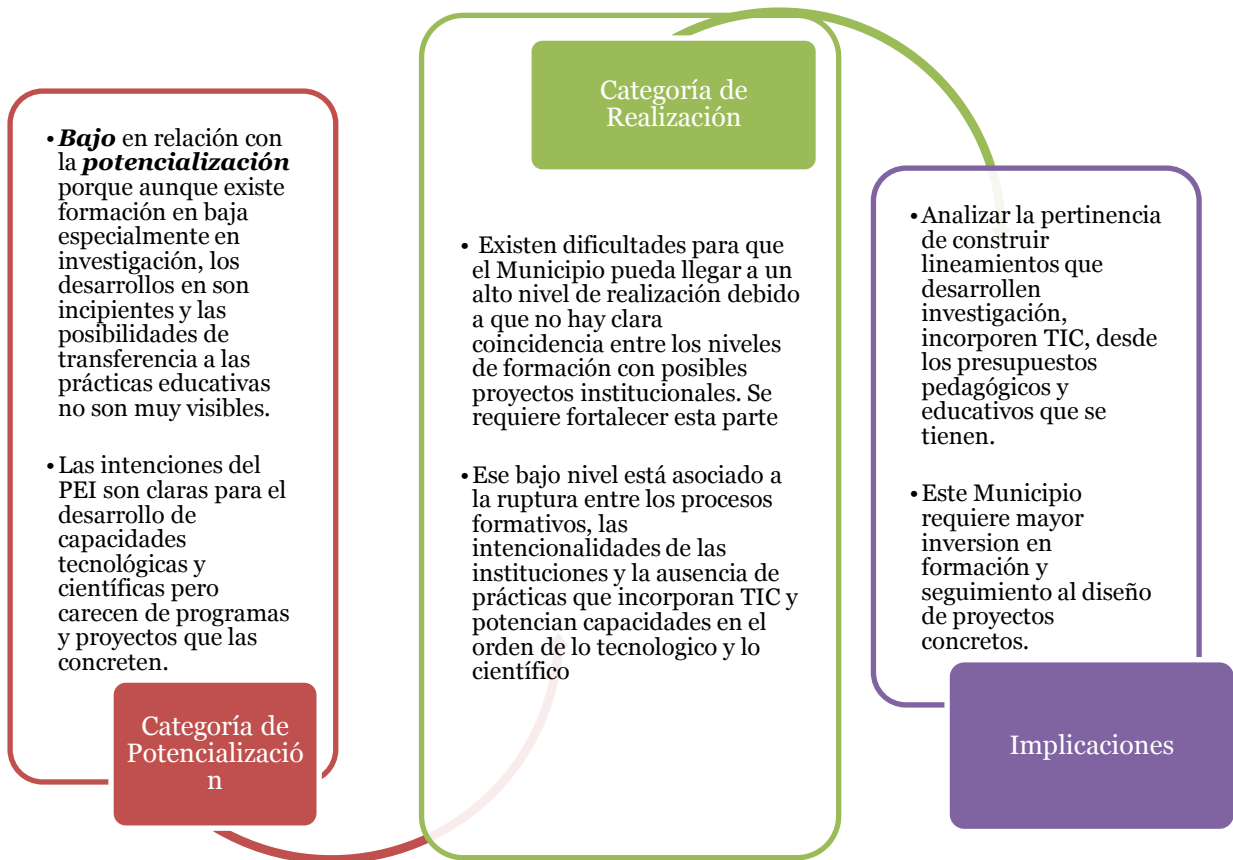 • Bajo en relación con
la potencialización
porque aunque existe
formación en baja
especialmente en
investigación, los
desarrollos en son
incipientes y las
posibilidades de
transferencia a las
prácticas educativas
no son muy visibles.
• Las intenciones del
PEI son claras para el
desarrollo de
capacidades
tecnológicas y
científicas pero
carecen de programas
y proyectos que las
concreten.
Categoría de
Potencializació
n
Categoría de
Realización
• Existen dificultades para que
el Municipio pueda llegar a un
alto nivel de realización debido
a que no hay clara
coincidencia entre los niveles
de formación con posibles
proyectos institucionales. Se
requiere fortalecer esta parte
• Ese bajo nivel está asociado a
la ruptura entre los procesos
formativos, las
intencionalidades de las
instituciones y la ausencia de
prácticas que incorporan TIC y
potencian capacidades en el
orden de lo tecnologico y lo
científico
• Analizar la pertinencia
de construir
lineamientos que
desarrollen
investigación,
incorporen TIC, desde
los presupuestos
pedagógicos y
educativos que se
tienen.
• Este Municipio
requiere mayor
inversion en
formación y
seguimiento al diseño
de proyectos
concretos.
Implicaciones